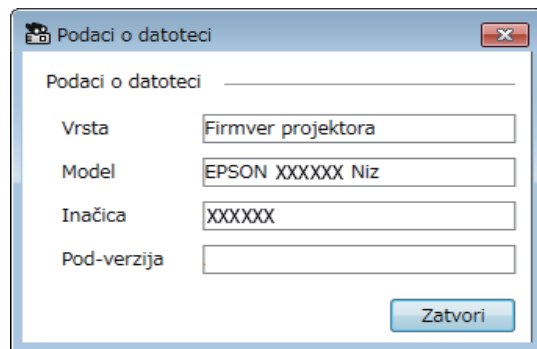 Podaci o datoteci
Podaci o datoteci
Vrsta Firmver projektora
Model EPSON XXXXXX Niz
Inačica XXXXXX
Pod-verzija
Zatvori